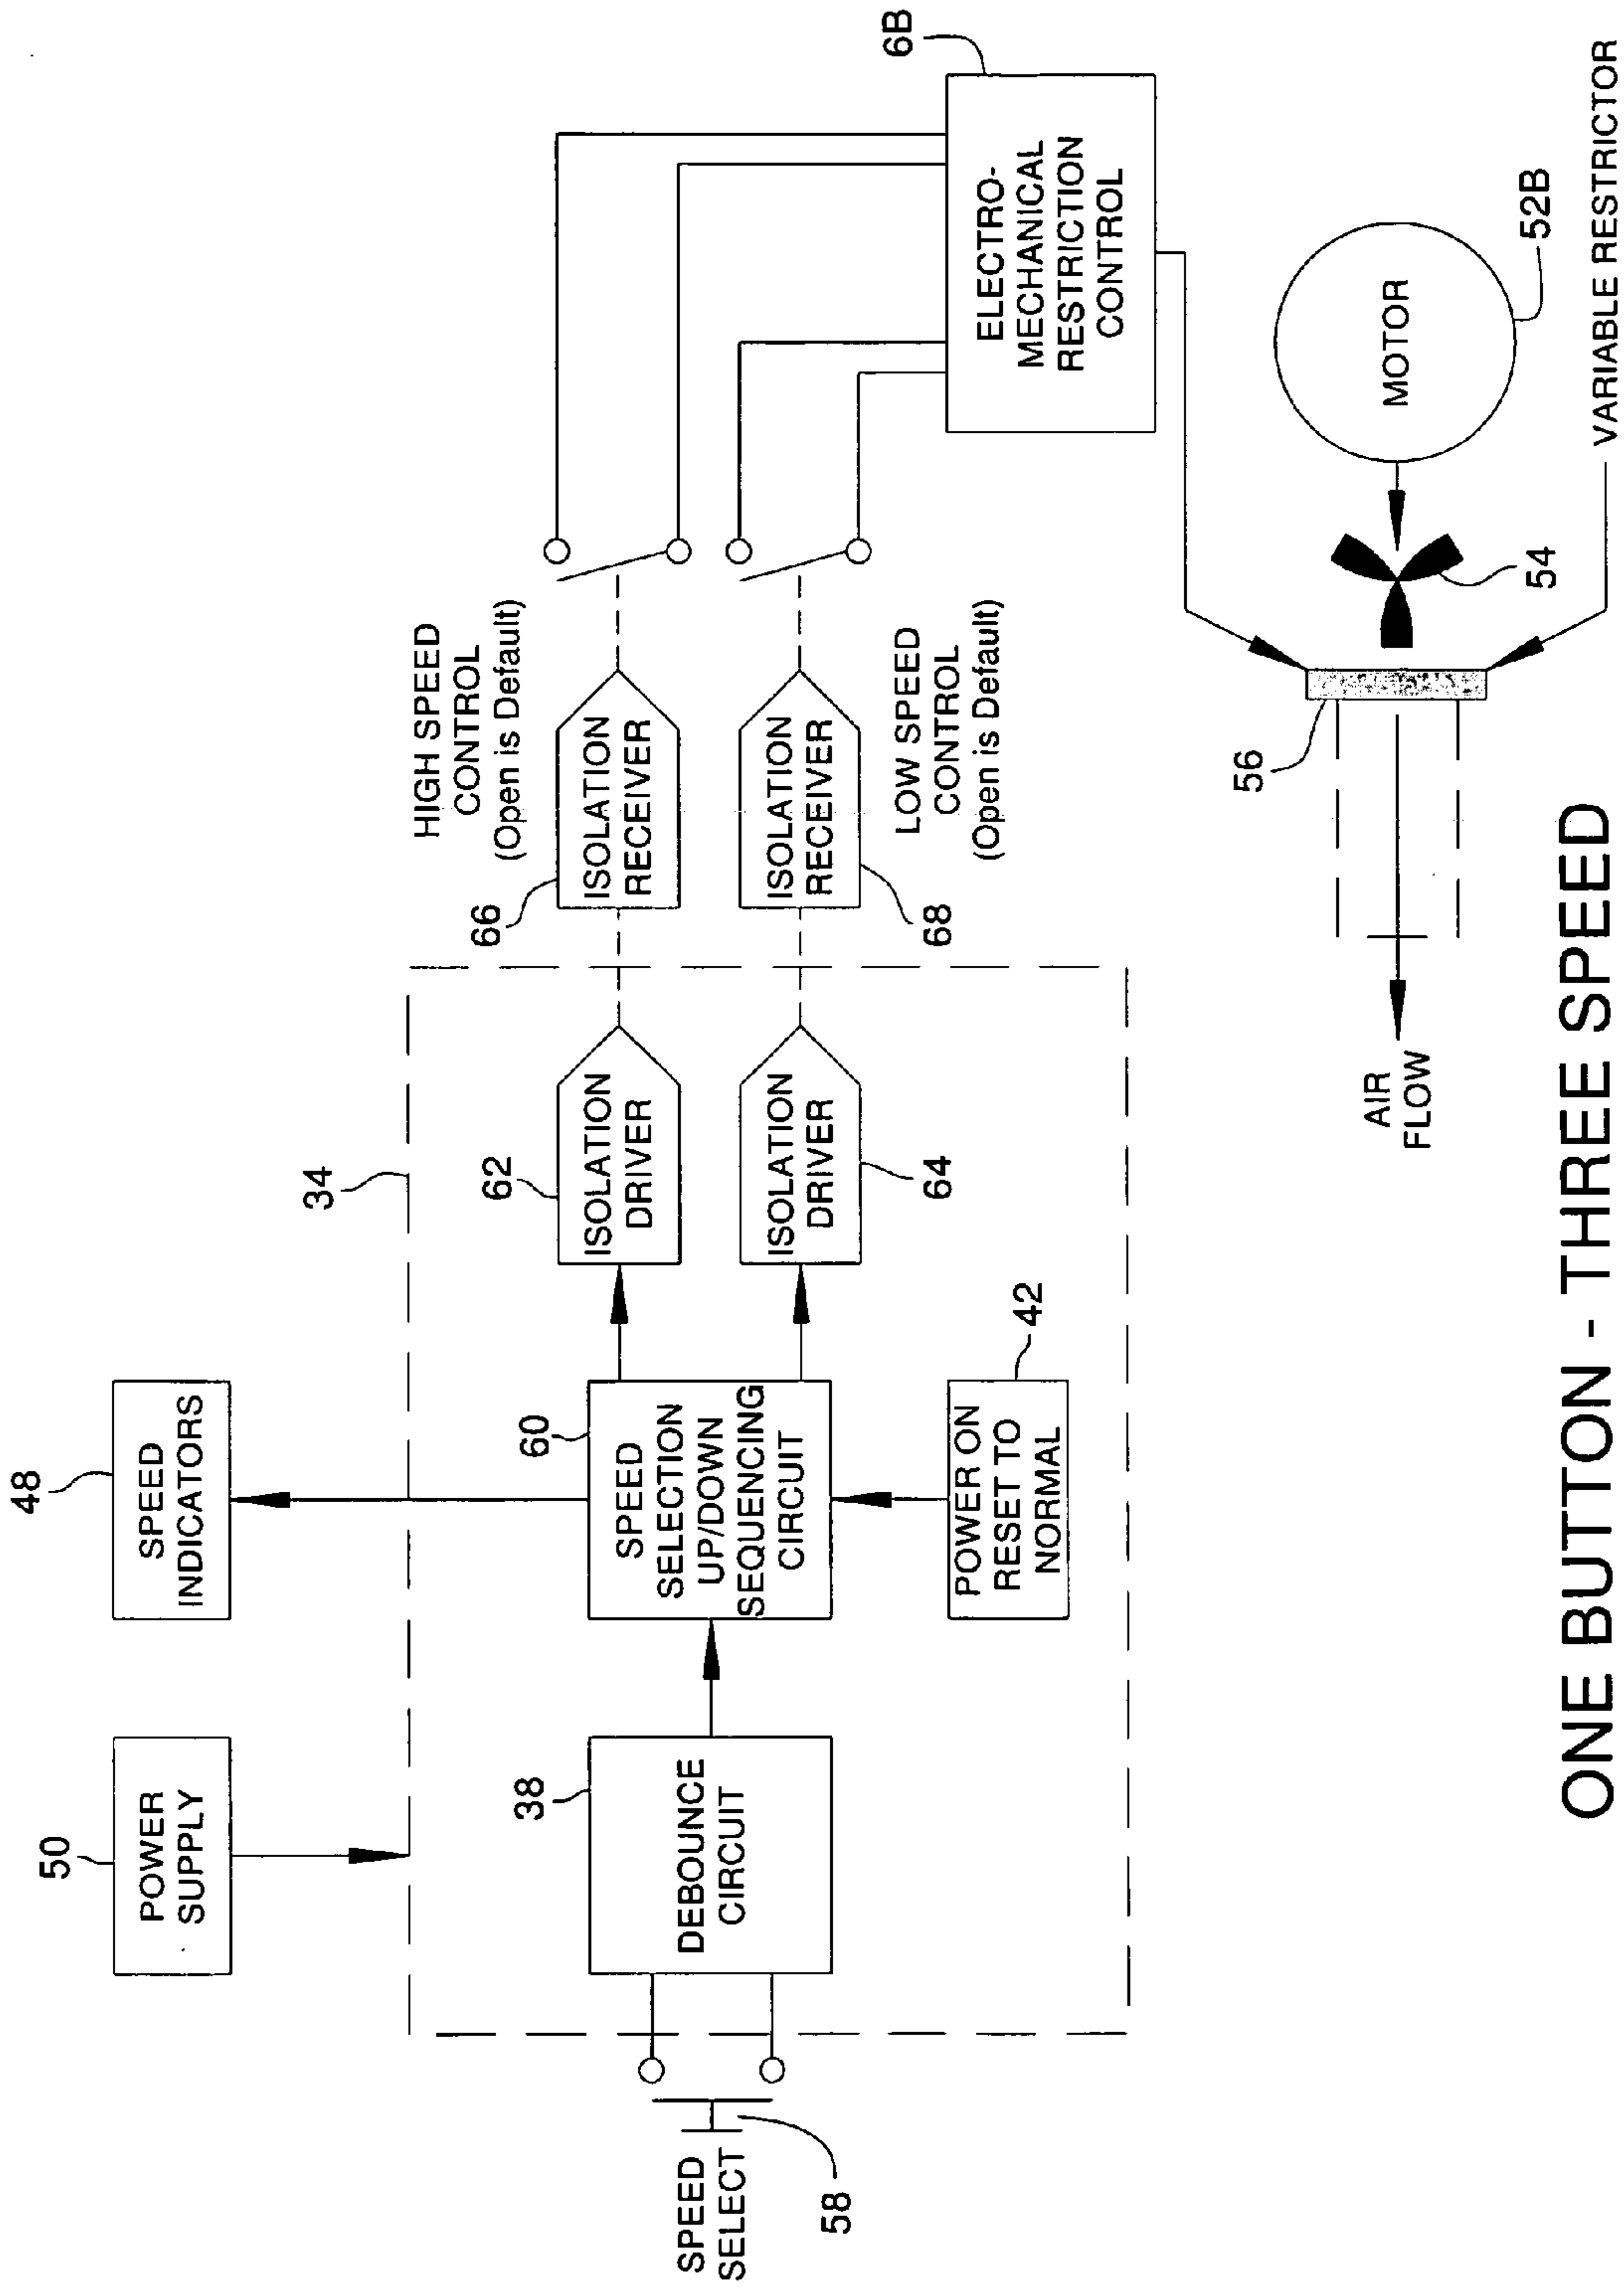 48
SPEED
INDICATORS
50
POWER
SUPPLY
34
SPEED
SELECT
58
38
DEBOUNCE
CIRCUIT
60
SPEED
SELECTION
UP/DOWN
SEQUENCING
CIRCUIT
42
POWER ON
RESET TO
NORMAL
62
ISOLATION
DRIVER
64
ISOLATION
DRIVER
66
ISOLATION
RECEIVER
68
ISOLATION
RECEIVER
HIGH SPEED
CONTROL
(Open is Default)
LOW SPEED
CONTROL
(Open is Default)
6B
ELECTRO-
MECHANICAL
RESTRICTION
CONTROL
AIR
FLOW
56
54
MOTOR
52B
VARIABLE RESTRICTOR
ONE BUTTON - THREE SPEED